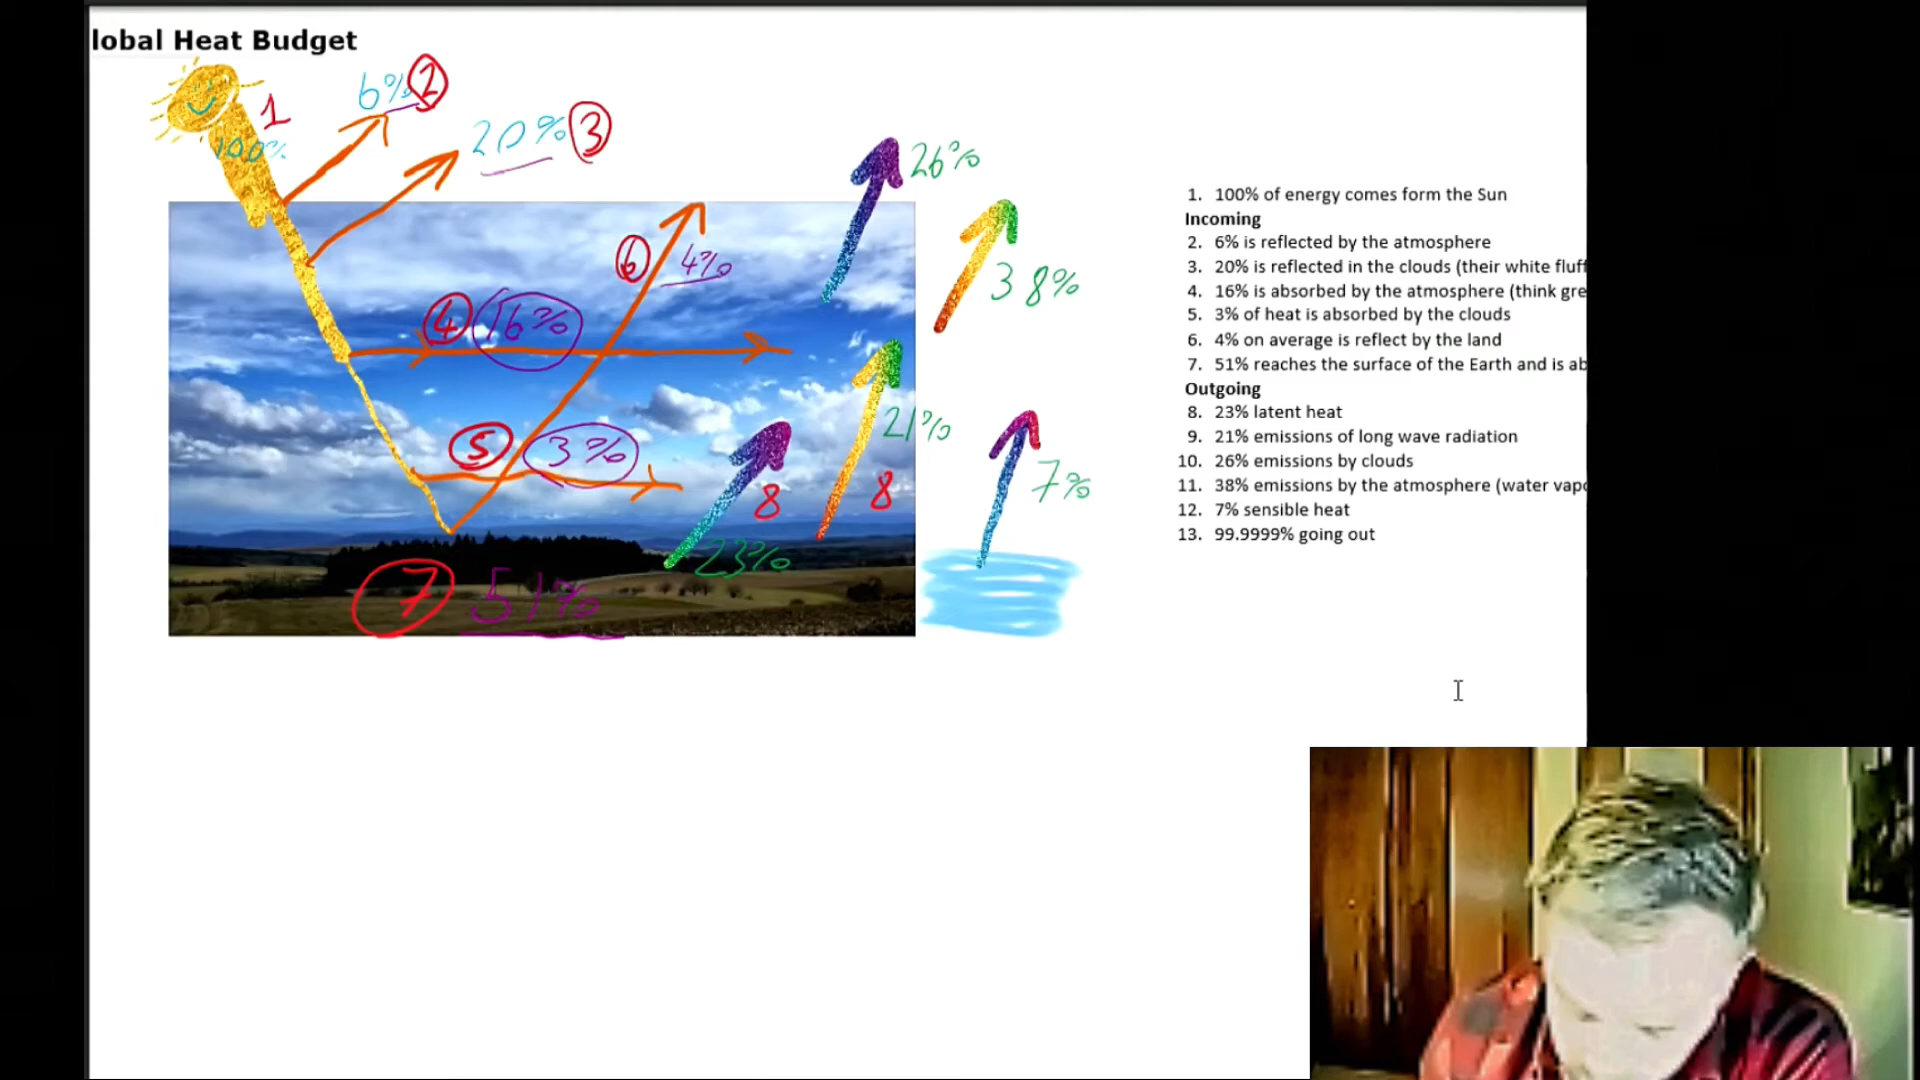 lobal Heat Budget
6% 2
1
100%
20% 3
26%
6 4%
38%
4 16%
21%
5 3%
8
8
7%
23%
7 51%
1. 100% of energy comes form the Sun
Incoming
2. 6% is reflected by the atmosphere
3. 20% is reflected in the clouds (their white fluff
4. 16% is absorbed by the atmosphere (think gre
5. 3% of heat is absorbed by the clouds
6. 4% on average is reflect by the land
7. 51% reaches the surface of the Earth and is ab
Outgoing
8. 23% latent heat
9. 21% emissions of long wave radiation
10. 26% emissions by clouds
11. 38% emissions by the atmosphere (water vapo
12. 7% sensible heat
13. 99.9999% going out